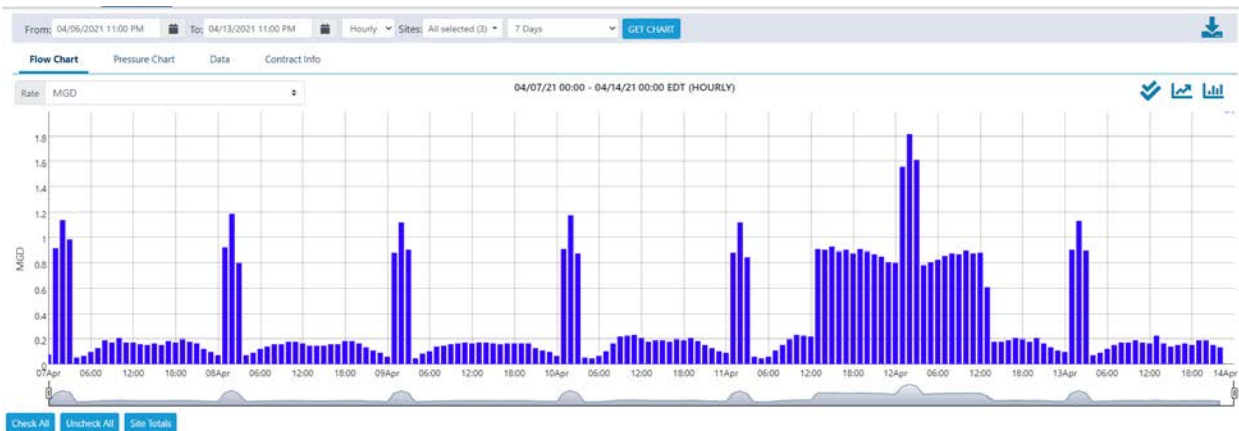 From: 04/06/2021 11:00 PM To: 04/13/2021 11:00 PM Hourly Sites: All selected (3) 7 Days GET CHART
Flow Chart Pressure Chart Data Contract Info
Rate MGD
04/07/21 00:00 - 04/14/21 00:00 EDT (HOURLY)
1.8
1.6
1.4
1.2
1
0.8
0.6
0.4
0.2
0
MGD
07Apr 06:00 12:00 18:00 08Apr 06:00 12:00 18:00 09Apr 06:00 12:00 18:00 10Apr 06:00 12:00 18:00 11Apr 06:00 12:00 18:00 12Apr 06:00 12:00 18:00 13Apr 06:00 12:00 18:00 14Apr
Check All Uncheck All Site Totals